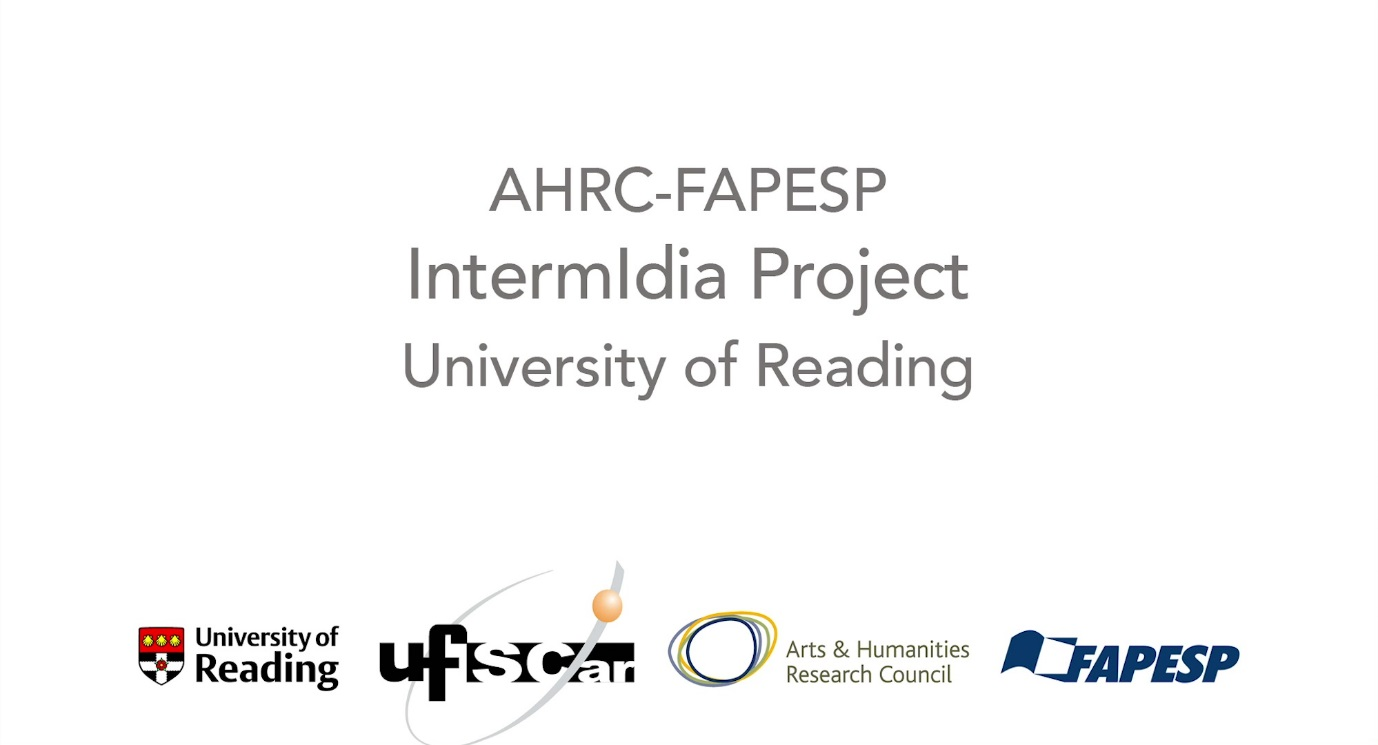 AHRC-FAPESP
IntermIdia Project
University of Reading
University of
Reading
ufscar
Arts & Humanities
Research Council
FAPESP